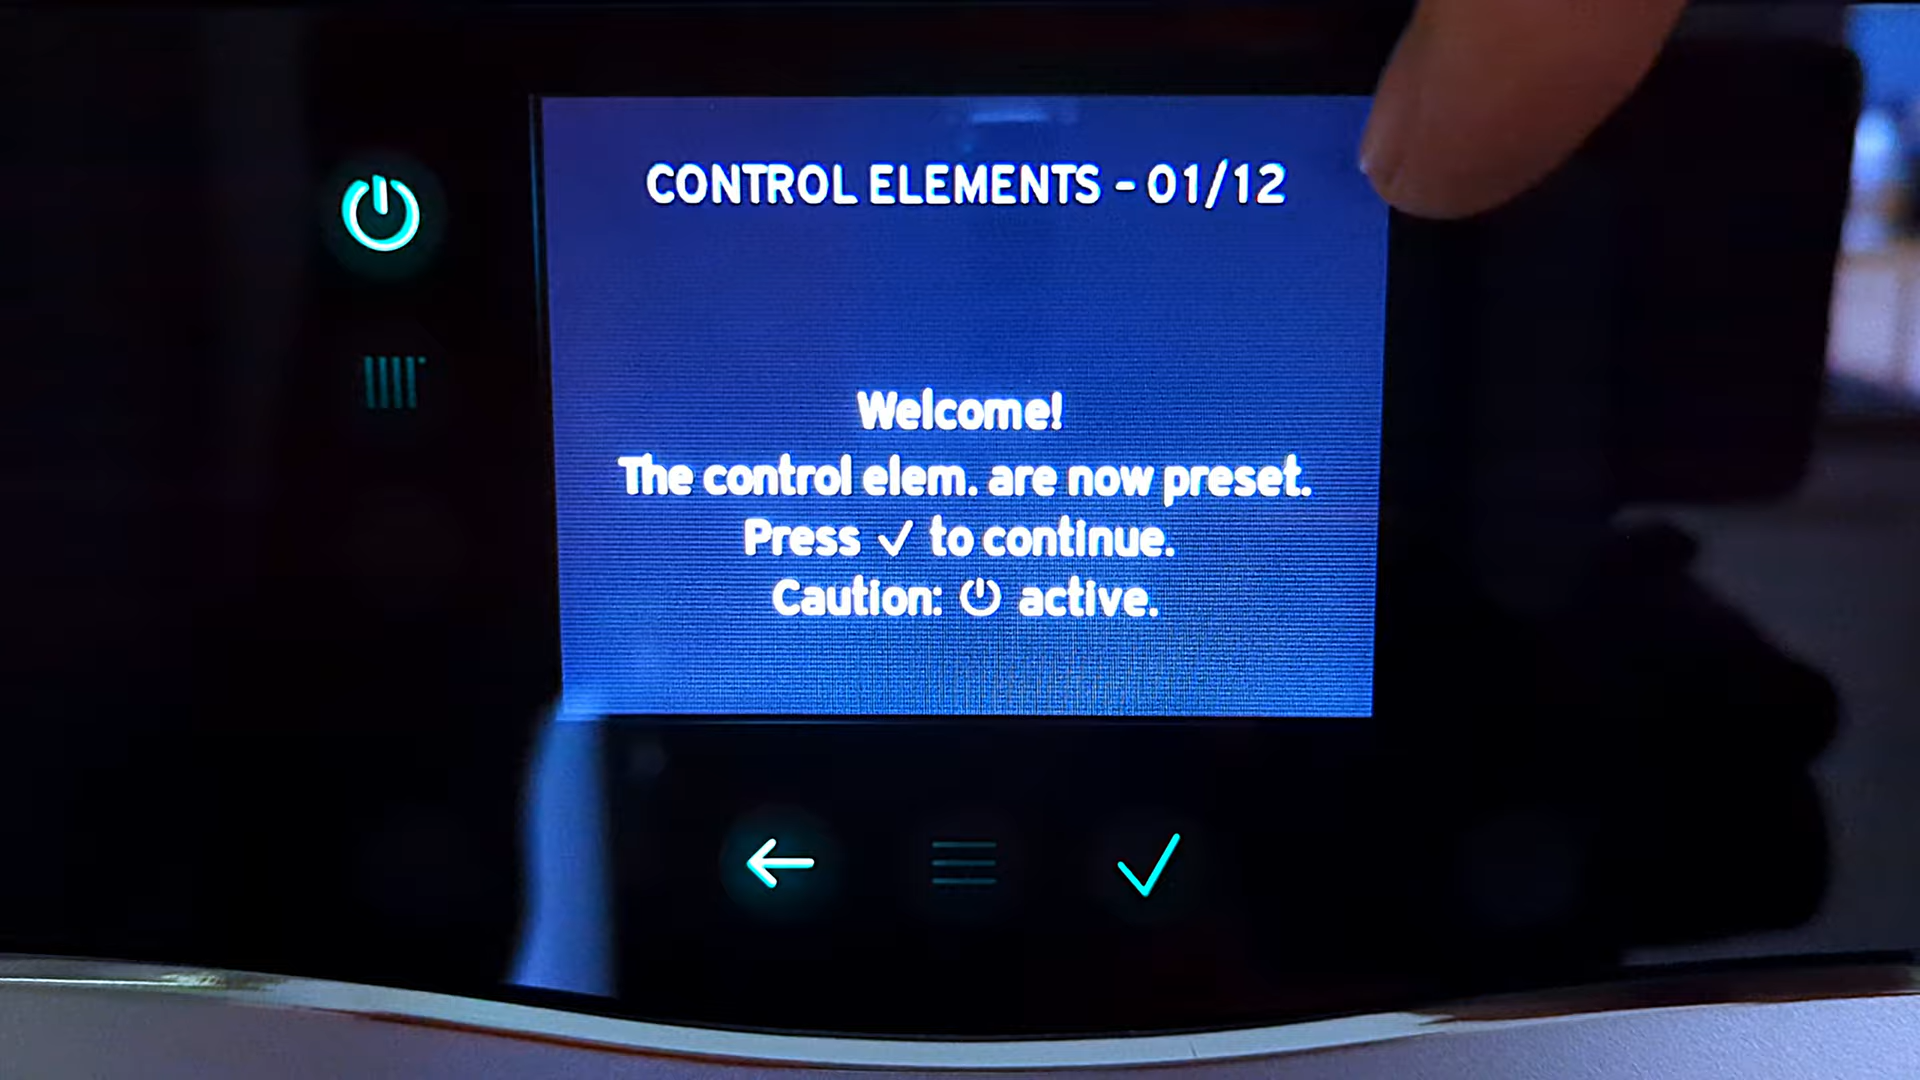 CONTROL ELEMENTS - 01/12
Welcome!
The control elem. are now preset.
Press ✓ to continue.
Caution: ⏻ active.